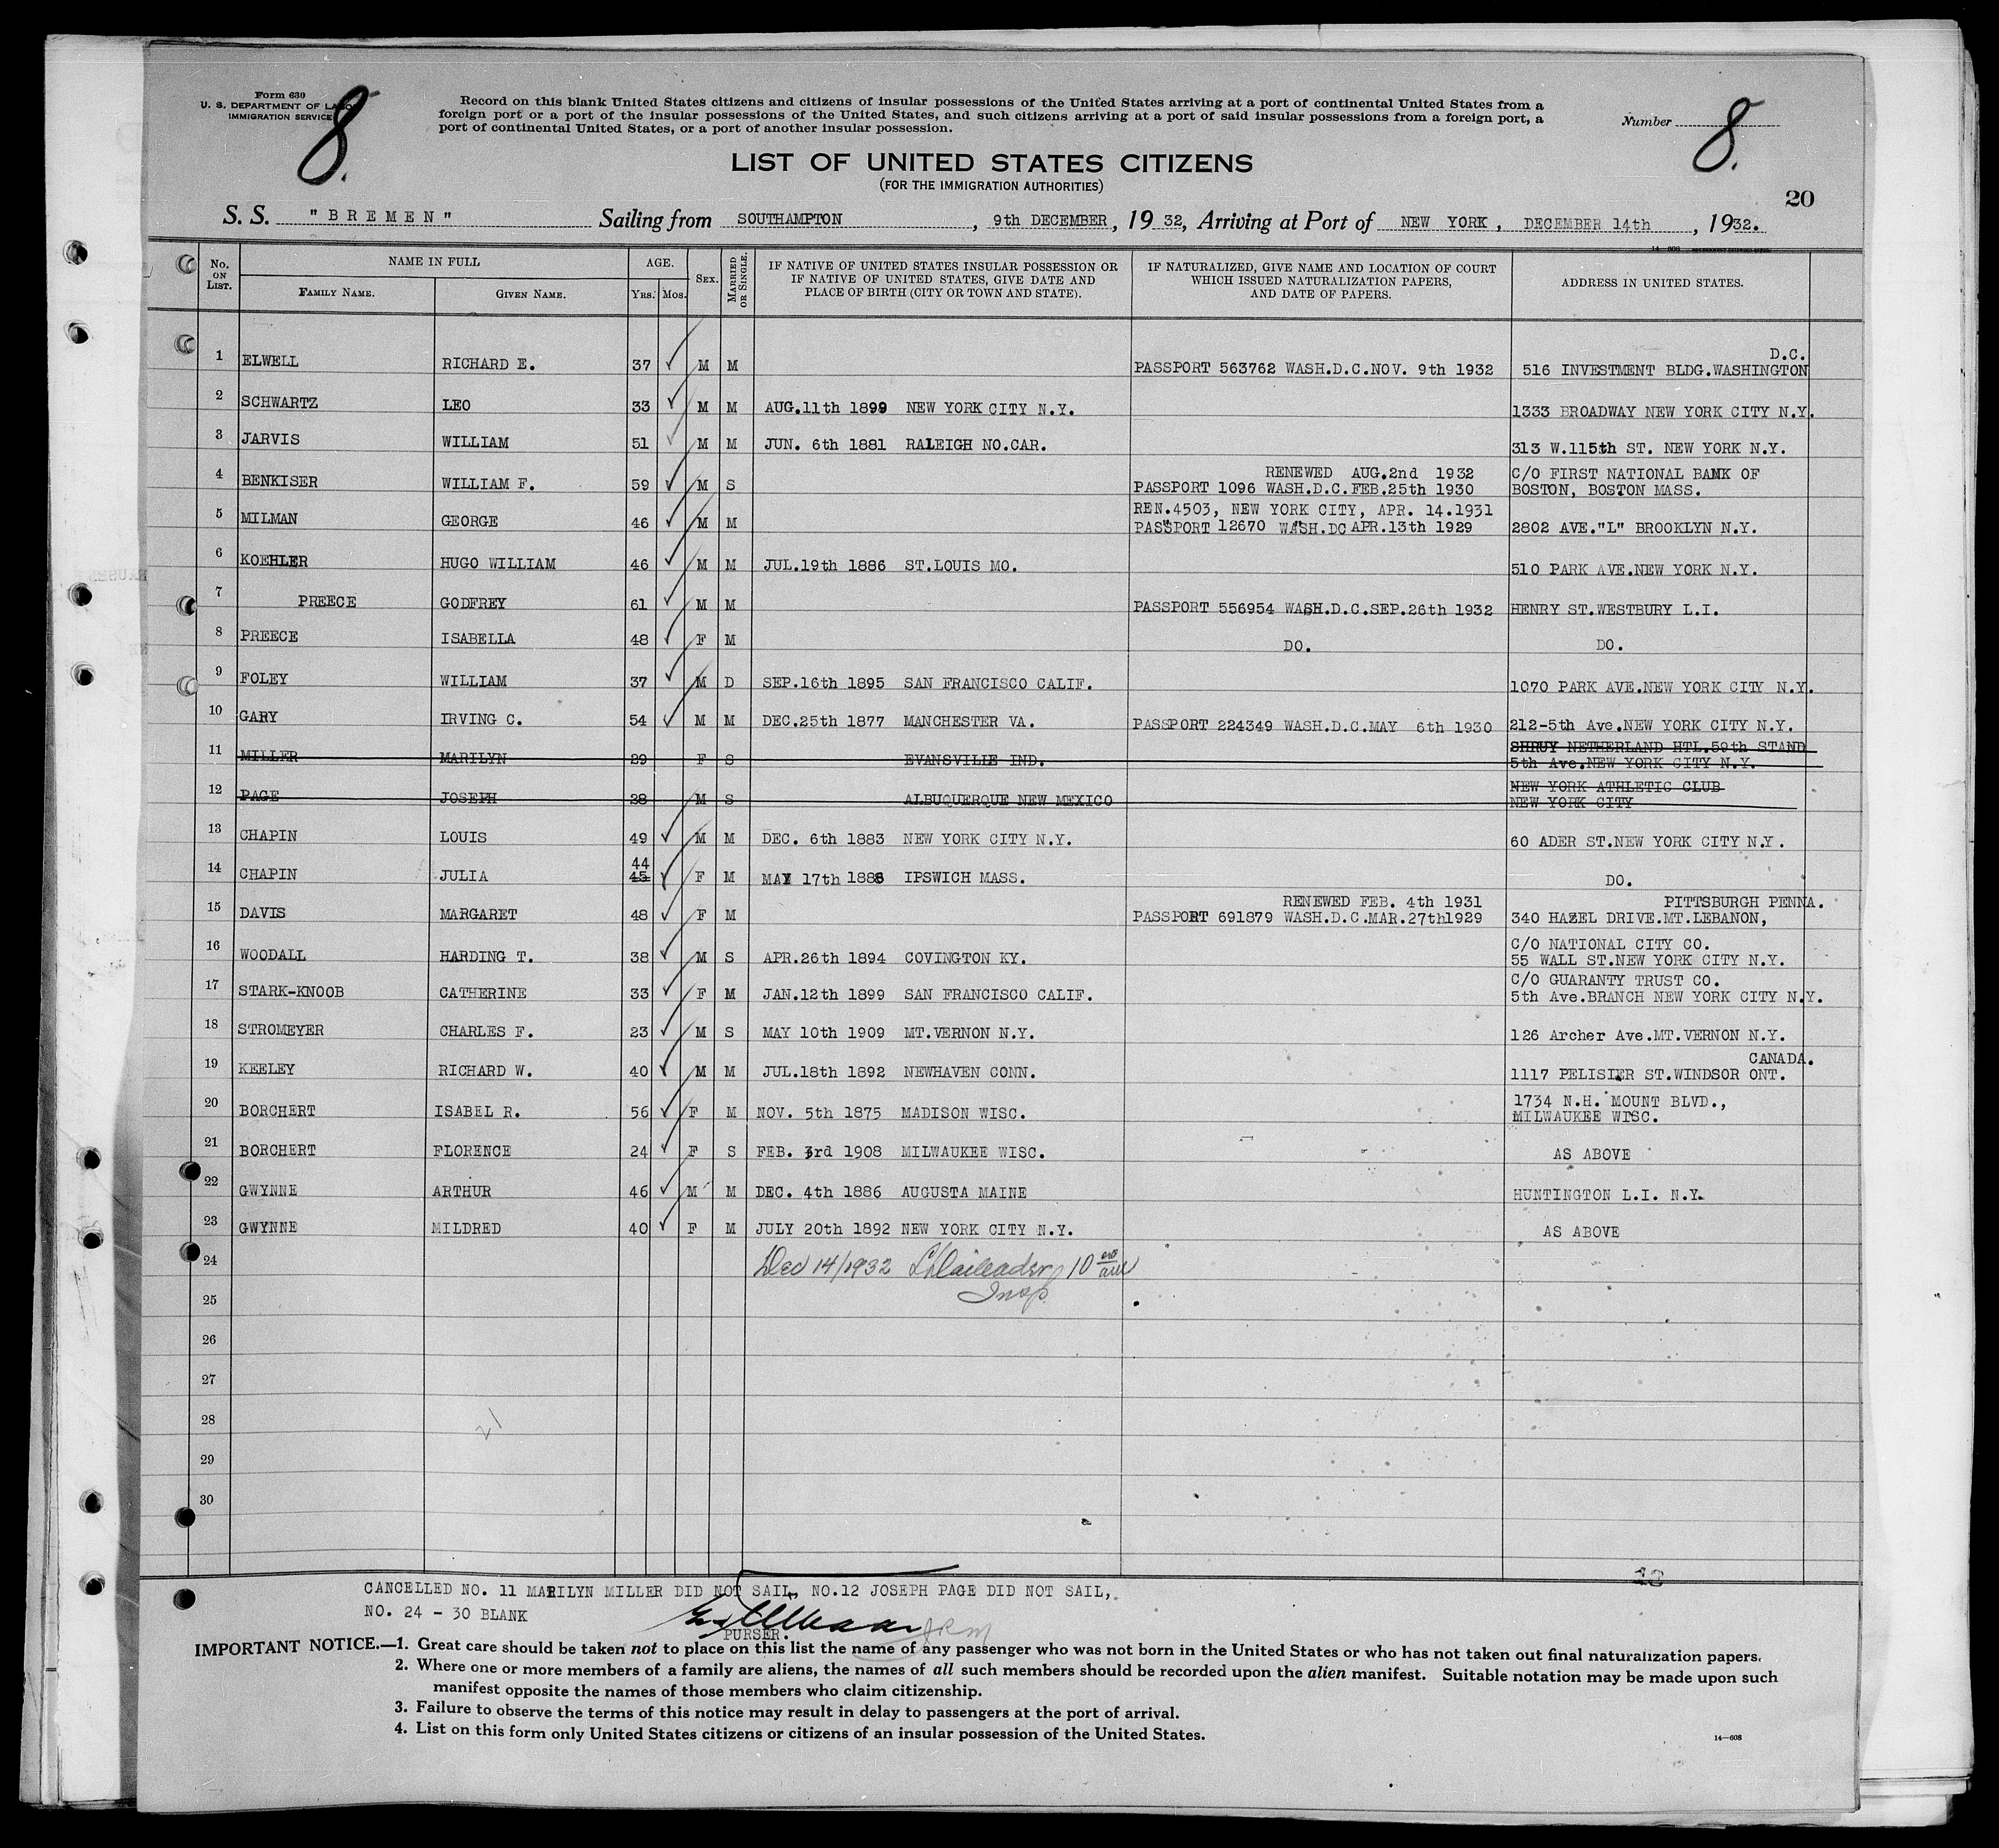 Form 630
U. S. DEPARTMENT OF LABOR
IMMIGRATION SERVICE
8.
Record on this blank United States citizens and citizens of insular possessions of the United States arriving at a port of continental United States from a
foreign port or a port of the insular possessions of the United States, and such citizens arriving at a port of said insular possessions from a foreign port, a
port of continental United States, or a port of another insular possession.
Number 8.
LIST OF UNITED STATES CITIZENS
(FOR THE IMMIGRATION AUTHORITIES)
20
S. S. "BREMEN" Sailing from SOUTHAMPTON, 9th DECEMBER, 1932, Arriving at Port of NEW YORK, DECEMBER 14th, 1932.
No. ON LIST. NAME IN FULL FAMILY NAME. GIVEN NAME. AGE. YRS. MOS. SEX. MARRIED OR SINGLE. IF NATIVE OF UNITED STATES INSULAR POSSESSION OR IF NATIVE OF UNITED STATES, GIVE DATE AND PLACE OF BIRTH (CITY OR TOWN AND STATE). IF NATURALIZED, GIVE NAME AND LOCATION OF COURT WHICH ISSUED NATURALIZATION PAPERS, AND DATE OF PAPERS. ADDRESS IN UNITED STATES.
D.C.
1 ELWELL RICHARD E. 37 M M PASSPORT 563762 WASH.D.C.NOV. 9th 1932 516 INVESTMENT BLDG.WASHINGTON
2 SCHWARTZ LEO 33 M M AUG.11th 1899 NEW YORK CITY N.Y. 1333 BROADWAY NEW YORK CITY N.Y.
3 JARVIS WILLIAM 51 M M JUN. 6th 1881 RALEIGH NO.CAR. 313 W.115th ST. NEW YORK N.Y.
RENEWED AUG.2nd 1932 C/O FIRST NATIONAL BANK OF
4 BENKISER WILLIAM F. 59 M S PASSPORT 1096 WASH.D.C.FEB.25th 1930 BOSTON, BOSTON MASS.
REN.4503, NEW YORK CITY, APR. 14.1931
5 MILMAN GEORGE 46 M M PASSPORT 12670 WASH.DC APR.13th 1929 2802 AVE."L" BROOKLYN N.Y.
6 KOEHLER HUGO WILLIAM 46 M M JUL.19th 1886 ST.LOUIS MO. 510 PARK AVE.NEW YORK N.Y.
7 PREECE GODFREY 61 M M PASSPORT 556954 WASH.D.C.SEP.26th 1932 HENRY ST.WESTBURY L.I.
8 PREECE ISABELLA 48 F M DO. DO.
9 FOLEY WILLIAM 37 M D SEP.16th 1895 SAN FRANCISCO CALIF. 1070 PARK AVE.NEW YORK CITY N.Y.
10 GARY IRVING C. 54 M M DEC.25th 1877 MANCHESTER VA. PASSPORT 224349 WASH.D.C.MAY 6th 1930 212-5th Ave.NEW YORK CITY N.Y.
SHRUY NETHERLAND HTL.59th STAND
11 MILLER MARILYN 29 F S EVANSVILLE IND. 5th Ave.NEW YORK CITY N.Y.
NEW YORK ATHLETIC CLUB
12 PAGE JOSEPH 28 M S ALBUQUERQUE NEW MEXICO NEW YORK CITY
13 CHAPIN LOUIS 49 M M DEC. 6th 1883 NEW YORK CITY N.Y. 60 ADER ST.NEW YORK CITY N.Y.
44
14 CHAPIN JULIA 45 F M MAY 17th 1888 IPSWICH MASS. DO.
RENEWED FEB. 4th 1931 PITTSBURGH PENNA.
15 DAVIS MARGARET 48 F M PASSPORT 691879 WASH.D.C.MAR.27th1929 340 HAZEL DRIVE.MT.LEBANON,
C/O NATIONAL CITY CO.
16 WOODALL HARDING T. 38 M S APR.26th 1894 COVINGTON KY. 55 WALL ST.NEW YORK CITY N.Y.
C/O GUARANTY TRUST CO.
17 STARK-KNOOB CATHERINE 33 F M JAN.12th 1899 SAN FRANCISCO CALIF. 5th Ave.BRANCH NEW YORK CITY N.Y.
18 STROMEYER CHARLES F. 23 M S MAY 10th 1909 MT.VERNON N.Y. 126 Archer Ave.MT.VERNON N.Y.
CANADA.
19 KEELEY RICHARD W. 40 M M JUL.18th 1892 NEWHAVEN CONN. 1117 PELISIER ST.WINDSOR ONT.
1734 N.H. MOUNT BLVD.,
20 BORCHERT ISABEL R. 56 F M NOV. 5th 1875 MADISON WISC. MILWAUKEE WISC.
21 BORCHERT FLORENCE 24 F S FEB. 3rd 1908 MILWAUKEE WISC. AS ABOVE
22 GWYNNE ARTHUR 46 M M DEC. 4th 1886 AUGUSTA MAINE HUNTINGTON L.I. N.Y.
23 GWYNNE MILDRED 40 F M JULY 20th 1892 NEW YORK CITY N.Y. AS ABOVE
24 Dec 14/1932 10 00 am
25 Insp.
26
27
28 21
29
30
CANCELLED NO. 11 MARILYN MILLER DID NOT SAIL, NO.12 JOSEPH PAGE DID NOT SAIL,
NO. 24 - 30 BLANK
PURSER.
IMPORTANT NOTICE.—1. Great care should be taken not to place on this list the name of any passenger who was not born in the United States or who has not taken out final naturalization papers.
2. Where one or more members of a family are aliens, the names of all such members should be recorded upon the alien manifest. Suitable notation may be made upon such
manifest opposite the names of those members who claim citizenship.
3. Failure to observe the terms of this notice may result in delay to passengers at the port of arrival.
4. List on this form only United States citizens or citizens of an insular possession of the United States.
14—608